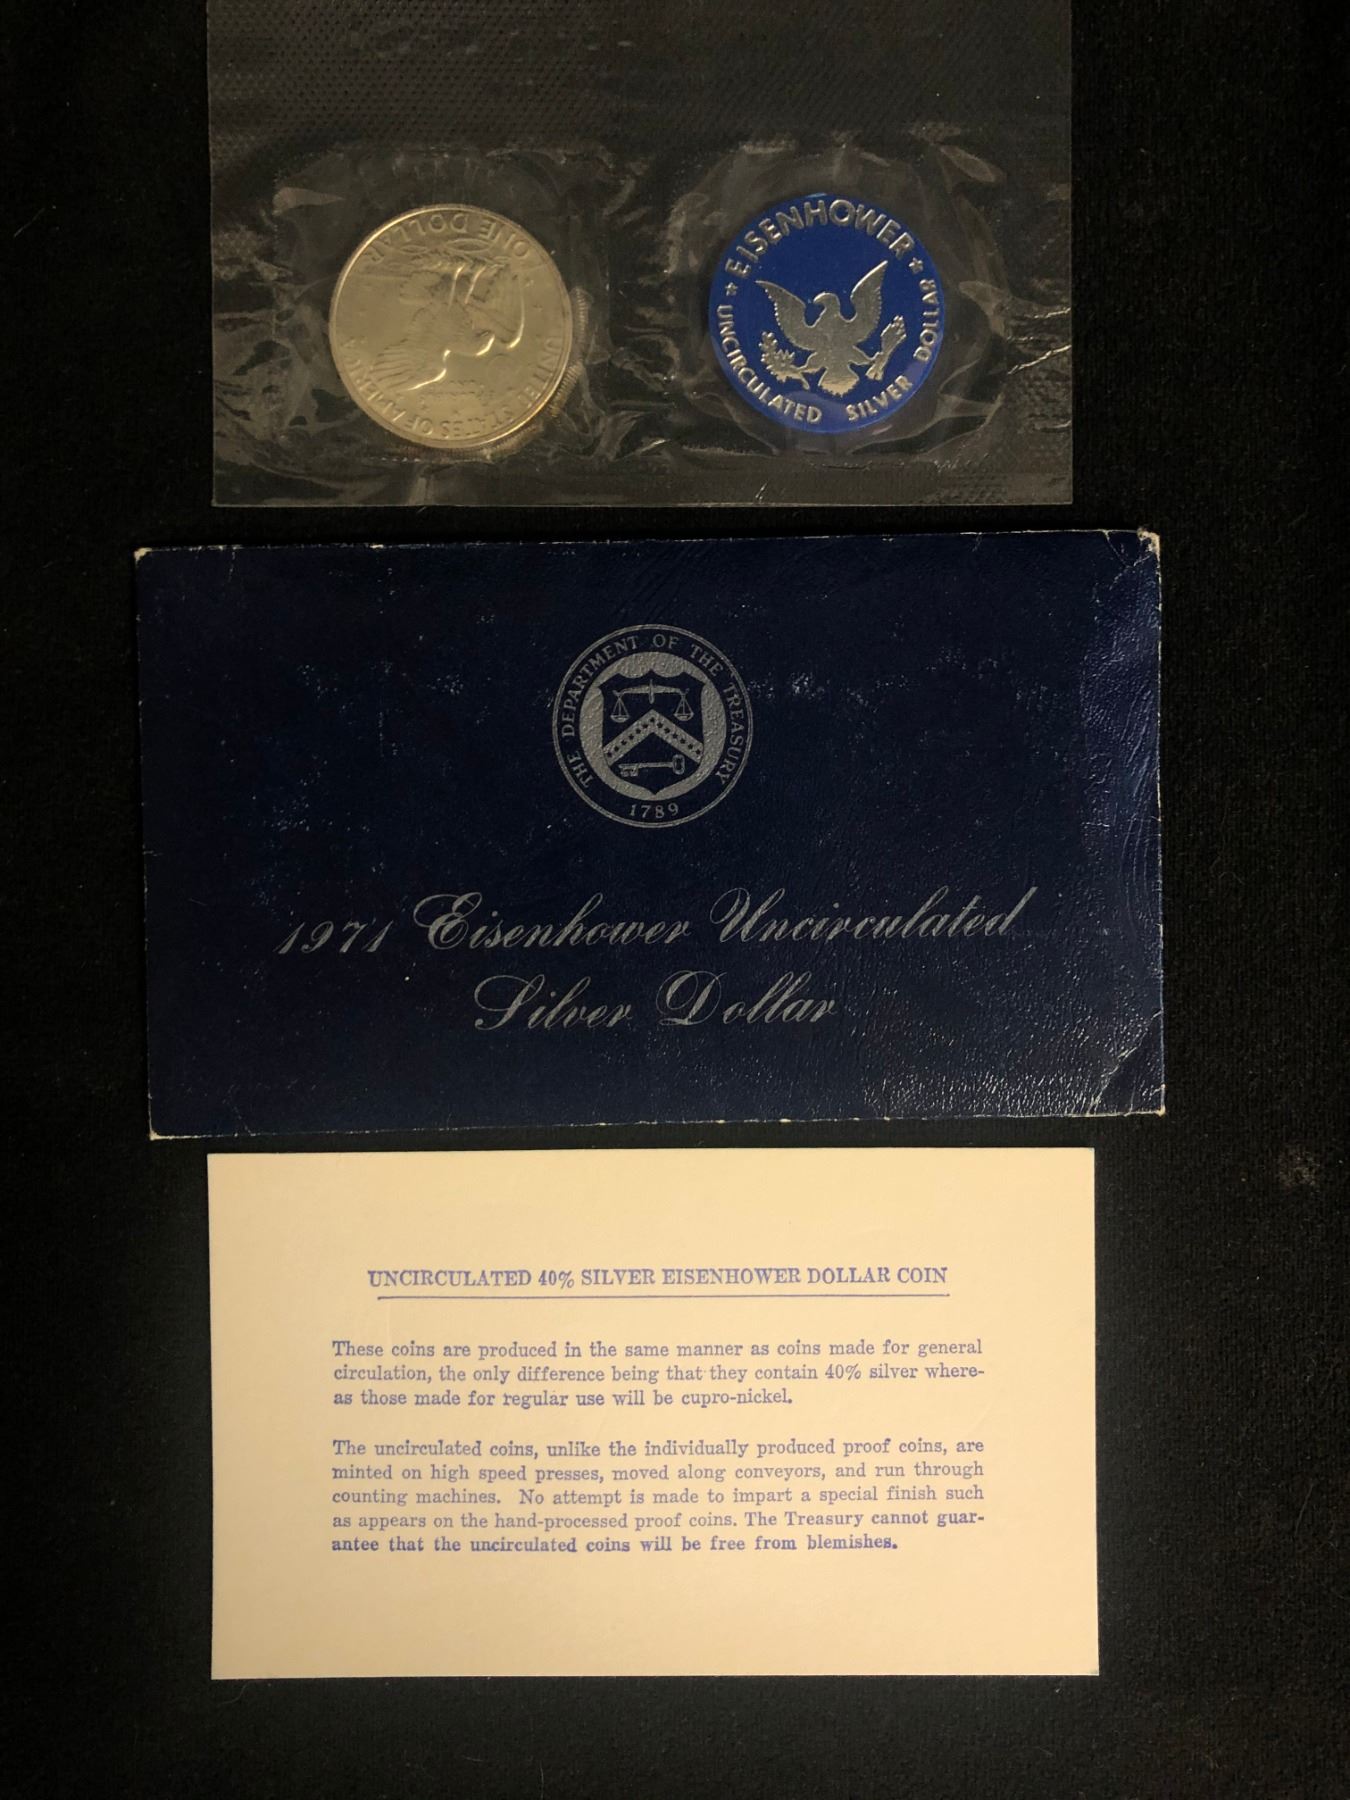 ONE DOLLAR
UNITED STATES OF AMERICA
EISENHOWER
UNCIRCULATED SILVER DOLLAR
THE DEPARTMENT OF THE TREASURY
1789
1971 Eisenhower Uncirculated
Silver Dollar
UNCIRCULATED 40% SILVER EISENHOWER DOLLAR COIN
These coins are produced in the same manner as coins made for general
circulation, the only difference being that they contain 40% silver where-
as those made for regular use will be cupro-nickel.
The uncirculated coins, unlike the individually produced proof coins, are
minted on high speed presses, moved along conveyors, and run through
counting machines. No attempt is made to impart a special finish such
as appears on the hand-processed proof coins. The Treasury cannot guar-
antee that the uncirculated coins will be free from blemishes.